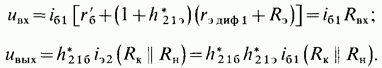 u_вх = i_б1 [r′_б + (1 + h*_21э)(r_э диф 1 + R_э)] = i_б1 R_вх ;
u_вых = h*_21б i_э2 (R_к ∥ R_н) = h*_21б h*_21э i_б1 (R_к ∥ R_н).